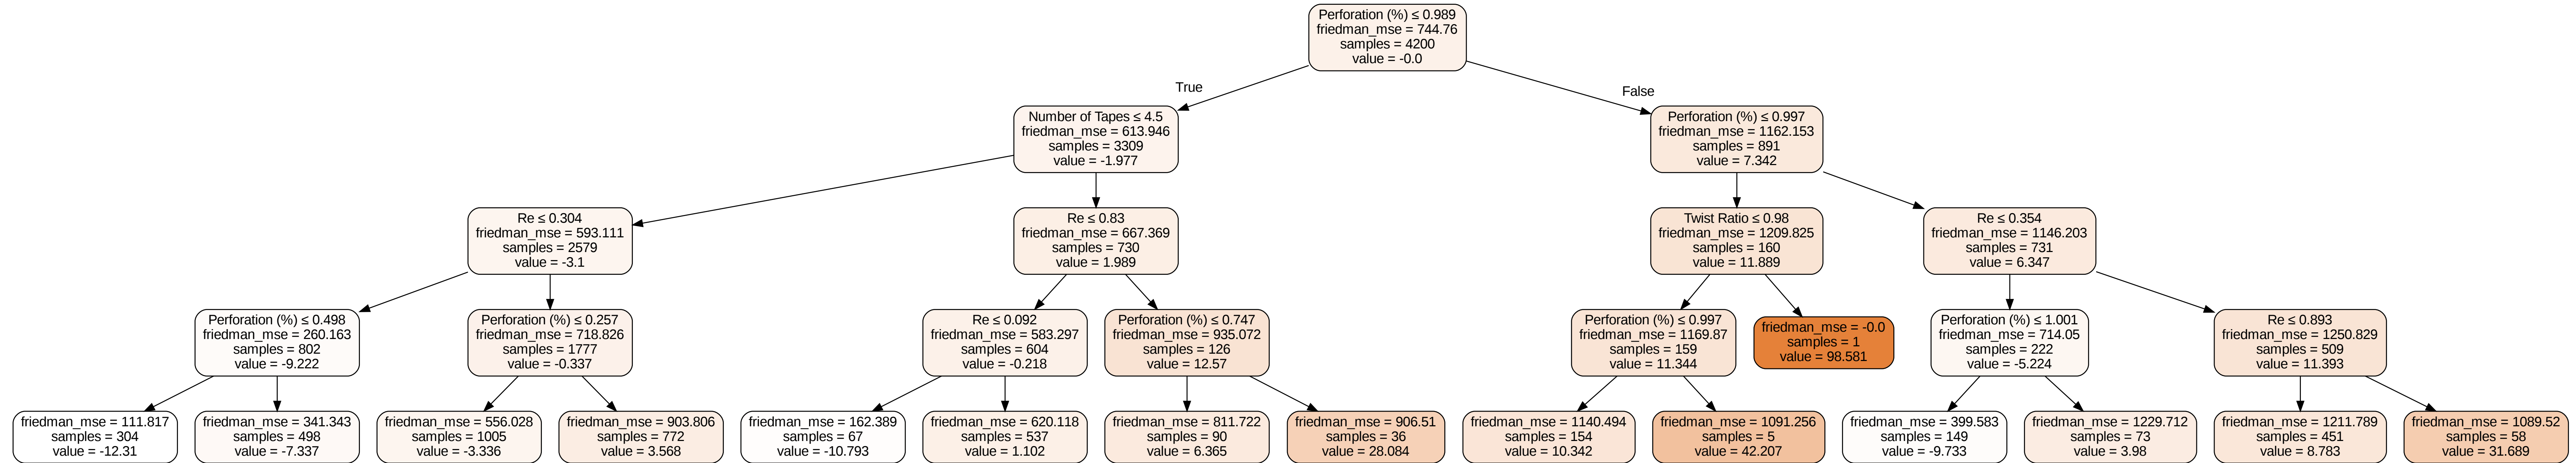 Perforation (%) ≤ 0.989
friedman_mse = 744.76
samples = 4200
value = -0.0
True
False
Number of Tapes ≤ 4.5
friedman_mse = 613.946
samples = 3309
value = -1.977
Perforation (%) ≤ 0.997
friedman_mse = 1162.153
samples = 891
value = 7.342
Re ≤ 0.304
friedman_mse = 593.111
samples = 2579
value = -3.1
Re ≤ 0.83
friedman_mse = 667.369
samples = 730
value = 1.989
Twist Ratio ≤ 0.98
friedman_mse = 1209.825
samples = 160
value = 11.889
Re ≤ 0.354
friedman_mse = 1146.203
samples = 731
value = 6.347
Perforation (%) ≤ 0.498
friedman_mse = 260.163
samples = 802
value = -9.222
Perforation (%) ≤ 0.257
friedman_mse = 718.826
samples = 1777
value = -0.337
Re ≤ 0.092
friedman_mse = 583.297
samples = 604
value = -0.218
Perforation (%) ≤ 0.747
friedman_mse = 935.072
samples = 126
value = 12.57
Perforation (%) ≤ 0.997
friedman_mse = 1169.87
samples = 159
value = 11.344
friedman_mse = -0.0
samples = 1
value = 98.581
Perforation (%) ≤ 1.001
friedman_mse = 714.05
samples = 222
value = -5.224
Re ≤ 0.893
friedman_mse = 1250.829
samples = 509
value = 11.393
friedman_mse = 111.817
samples = 304
value = -12.31
friedman_mse = 341.343
samples = 498
value = -7.337
friedman_mse = 556.028
samples = 1005
value = -3.336
friedman_mse = 903.806
samples = 772
value = 3.568
friedman_mse = 162.389
samples = 67
value = -10.793
friedman_mse = 620.118
samples = 537
value = 1.102
friedman_mse = 811.722
samples = 90
value = 6.365
friedman_mse = 906.51
samples = 36
value = 28.084
friedman_mse = 1140.494
samples = 154
value = 10.342
friedman_mse = 1091.256
samples = 5
value = 42.207
friedman_mse = 399.583
samples = 149
value = -9.733
friedman_mse = 1229.712
samples = 73
value = 3.98
friedman_mse = 1211.789
samples = 451
value = 8.783
friedman_mse = 1089.52
samples = 58
value = 31.689